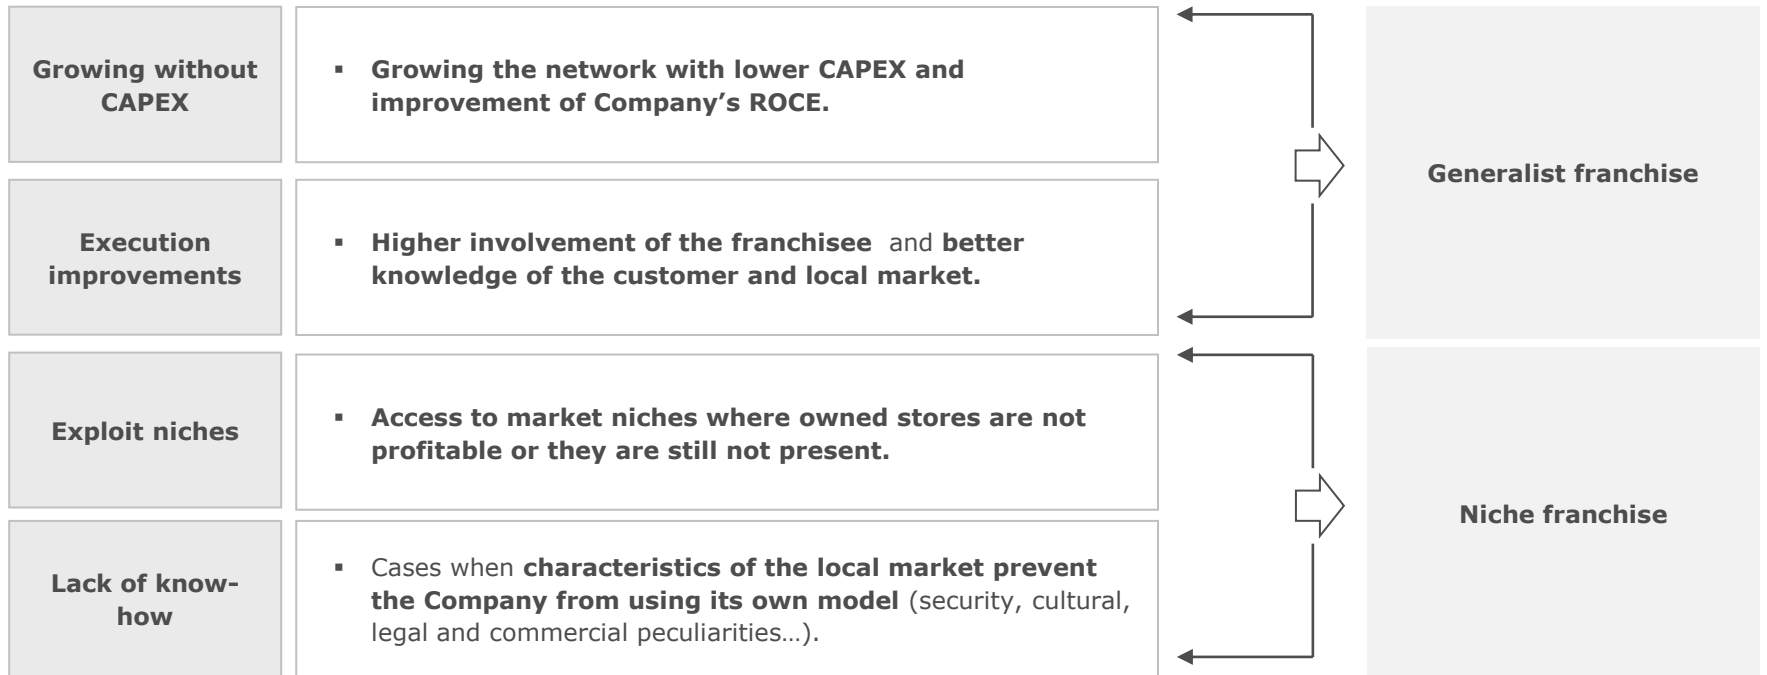 Growing without
CAPEX
▪ Growing the network with lower CAPEX and
improvement of Company’s ROCE.
Execution
improvements
▪ Higher involvement of the franchisee and better
knowledge of the customer and local market.
Generalist franchise
Exploit niches
▪ Access to market niches where owned stores are not
profitable or they are still not present.
Lack of know-
how
▪ Cases when characteristics of the local market prevent
the Company from using its own model (security, cultural,
legal and commercial peculiarities…).
Niche franchise